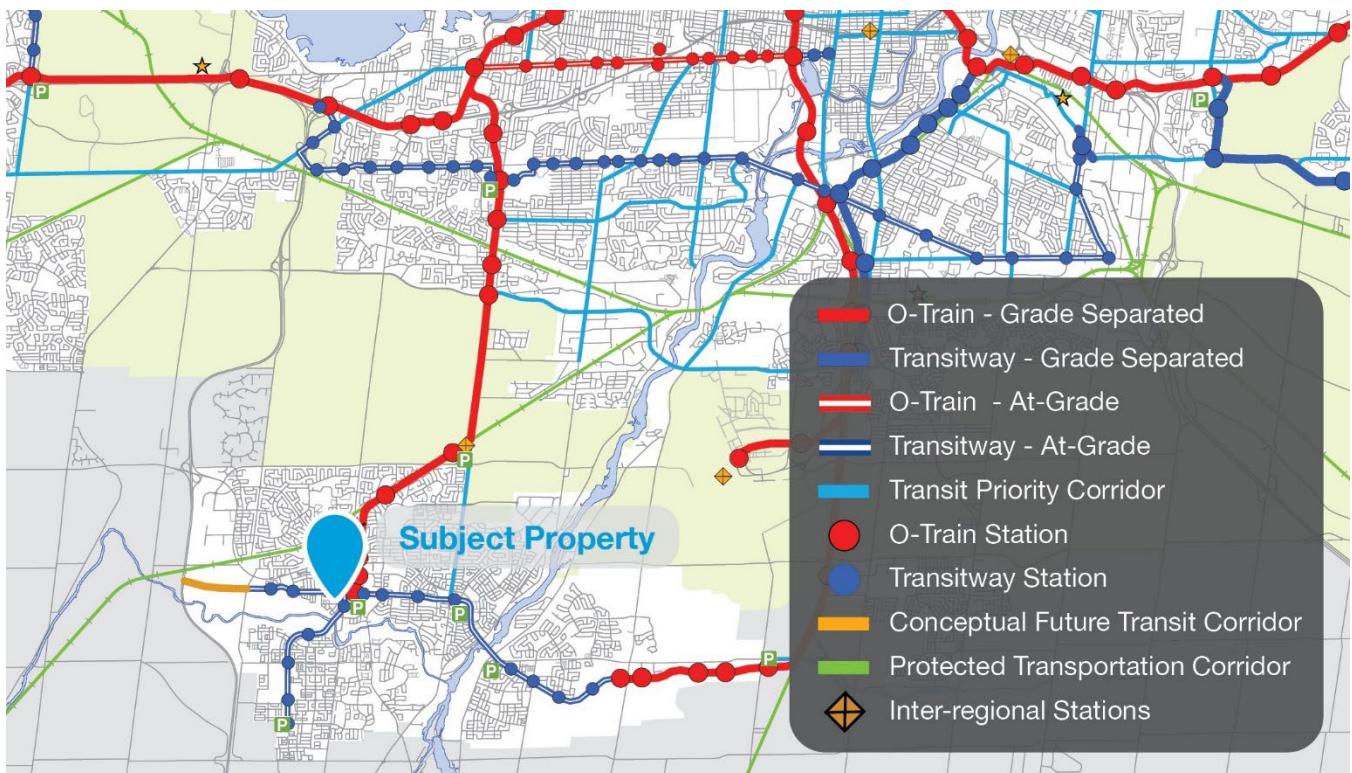 P
P
P
O-Train - Grade Separated
Transitway - Grade Separated
O-Train - At-Grade
Transitway - At-Grade
P
Transit Priority Corridor
Subject Property
O-Train Station
Transitway Station
P
P
Conceptual Future Transit Corridor
P
P
Protected Transportation Corridor
P
Inter-regional Stations